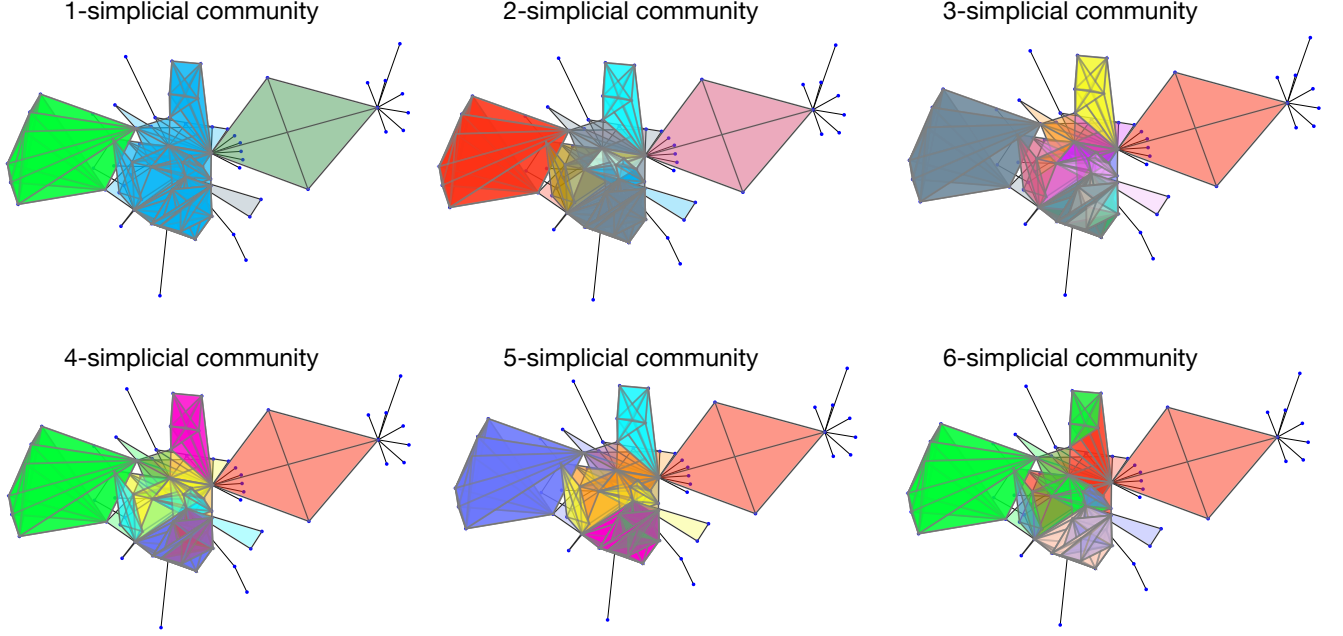 1-simplicial community
2-simplicial community
3-simplicial community
4-simplicial community
5-simplicial community
6-simplicial community